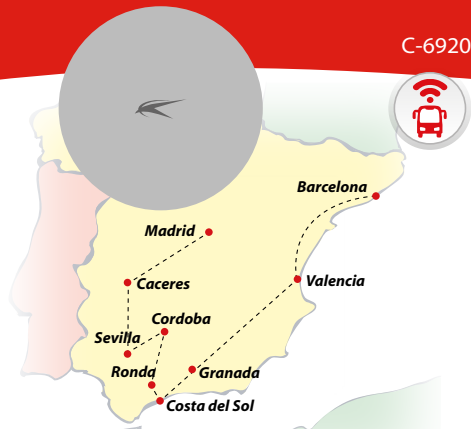 C-6920
Barcelona
Madrid
Caceres
Valencia
Cordoba
Sevilla
Ronda
Granada
Costa del Sol